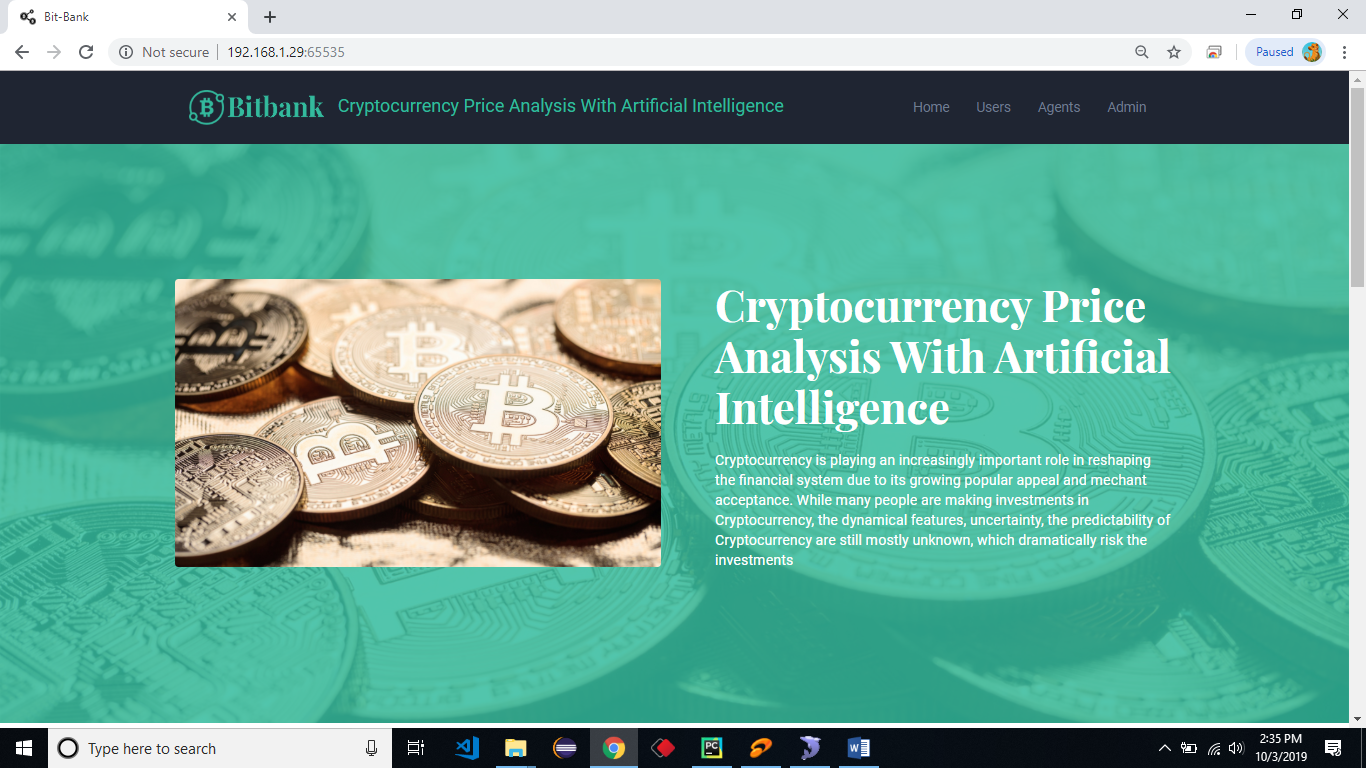 Bit-Bank
Not secure
192.168.1.29:65535
Paused
Bitbank
Cryptocurrency Price Analysis With Artificial Intelligence
Home
Users
Agents
Admin
Cryptocurrency Price
Analysis With Artificial
Intelligence
Cryptocurrency is playing an increasingly important role in reshaping
the financial system due to its growing popular appeal and mechant
acceptance. While many people are making investments in
Cryptocurrency, the dynamical features, uncertainty, the predictability of
Cryptocurrency are still mostly unknown, which dramatically risk the
investments
Type here to search
PC
W
2:35 PM
10/3/2019